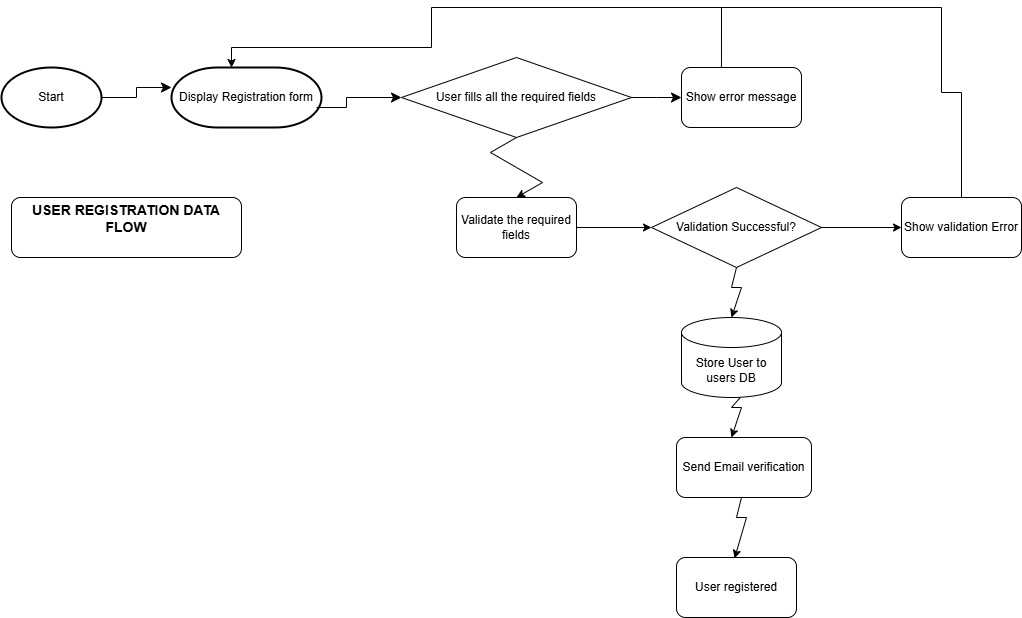 Start
Display Registration form
User fills all the required fields
Show error message
USER REGISTRATION DATA
FLOW
Validate the required
fields
Validation Successful?
Show validation Error
Store User to
users DB
Send Email verification
User registered